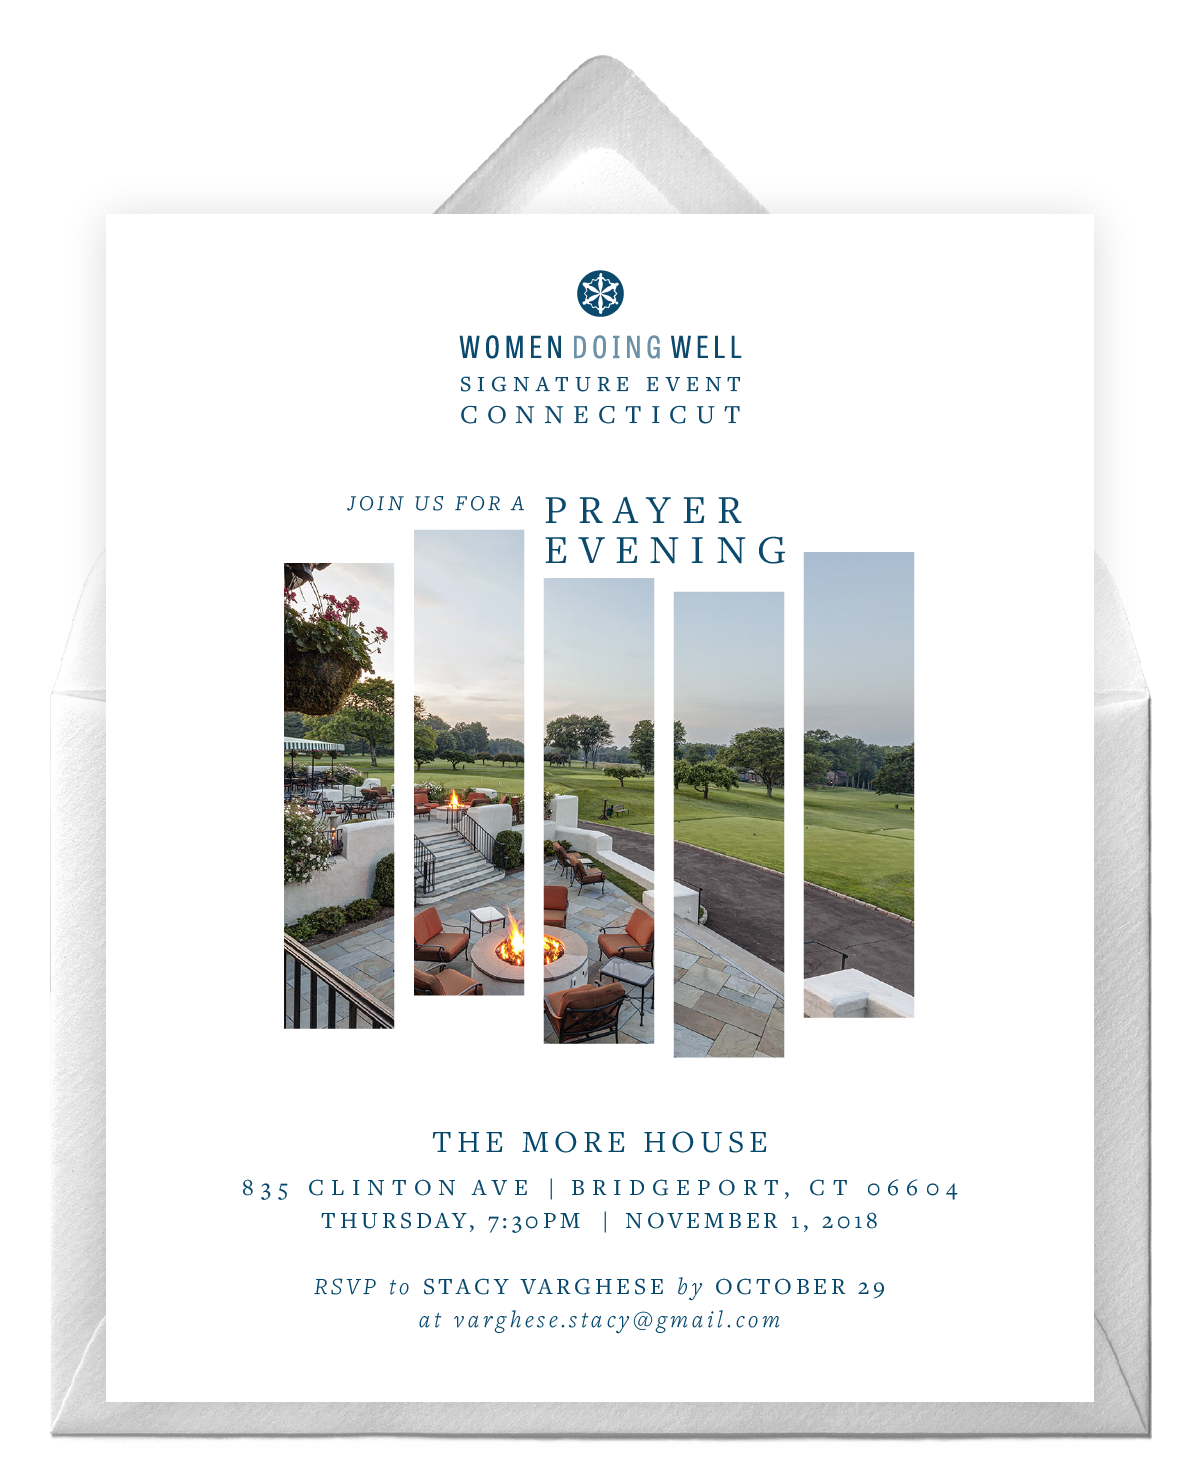 WOMEN DOING WELL
SIGNATURE EVENT
CONNECTICUT
JOIN US FOR A PRAYER
EVENING
THE MORE HOUSE
835 CLINTON AVE | BRIDGEPORT, CT 06604
THURSDAY, 7:30PM | NOVEMBER 1, 2018
RSVP to STACY VARGHESE by OCTOBER 29
at varghese.stacy@gmail.com